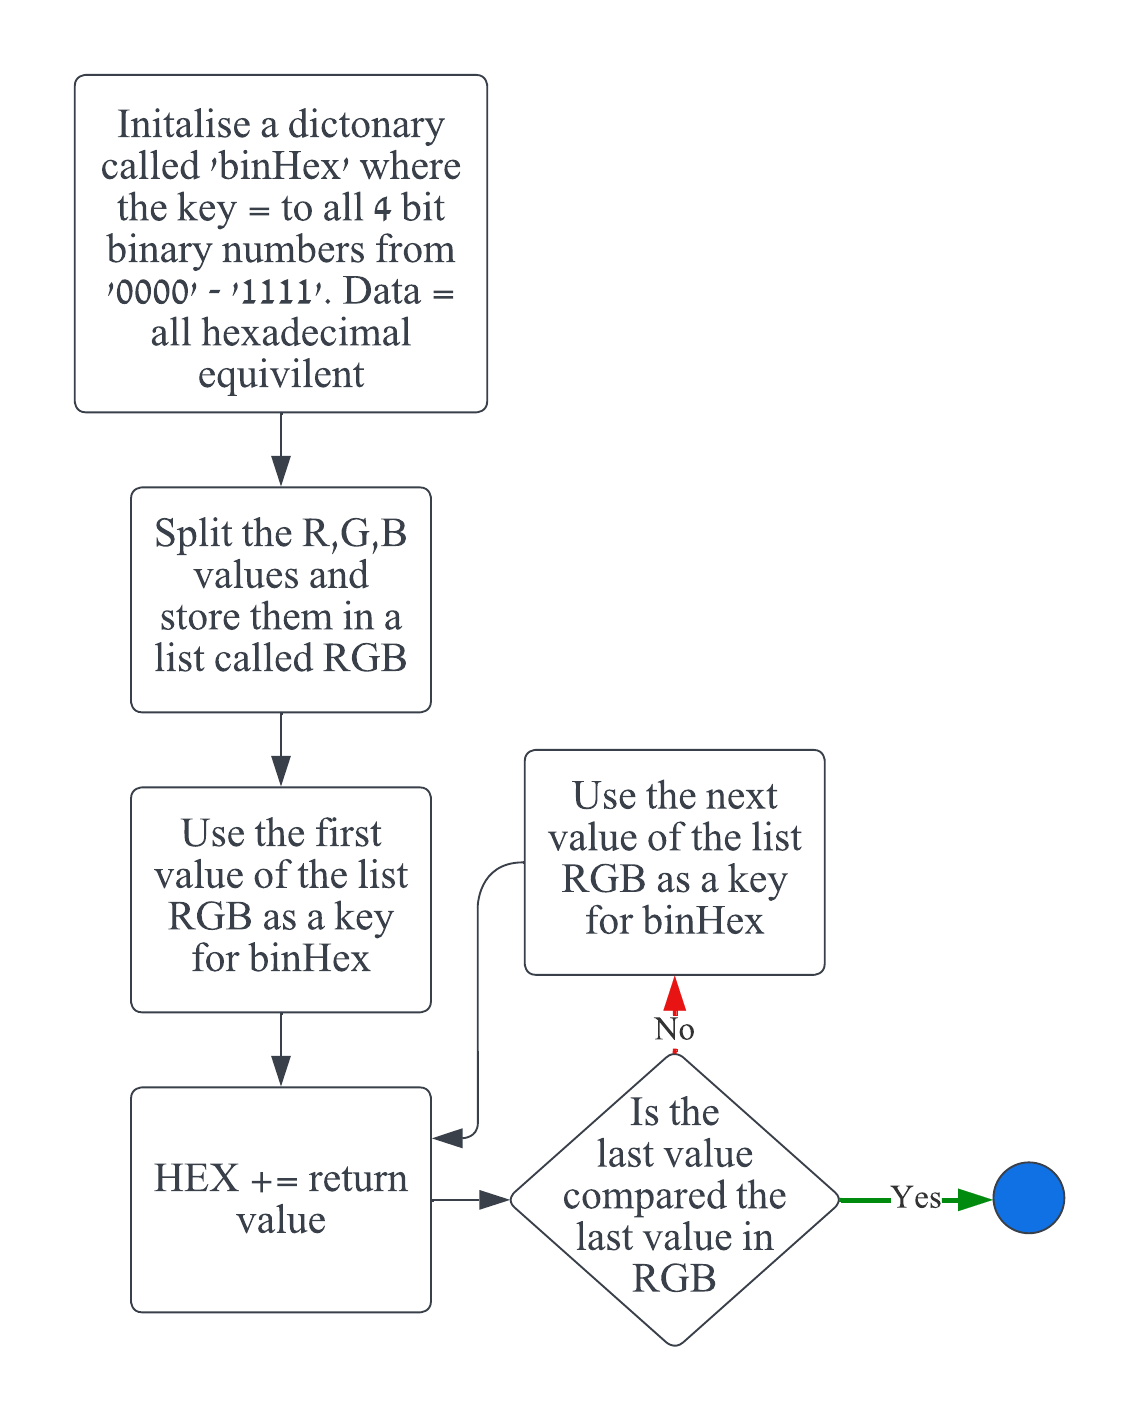 Initalise a dictonary
called 'binHex' where
the key = to all 4 bit
binary numbers from
'0000' - '1111'. Data =
all hexadecimal
equivilent
Split the R,G,B
values and
store them in a
list called RGB
Use the first
value of the list
RGB as a key
for binHex
Use the next
value of the list
RGB as a key
for binHex
No
HEX += return
value
Is the
last value
compared the
last value in
RGB
Yes